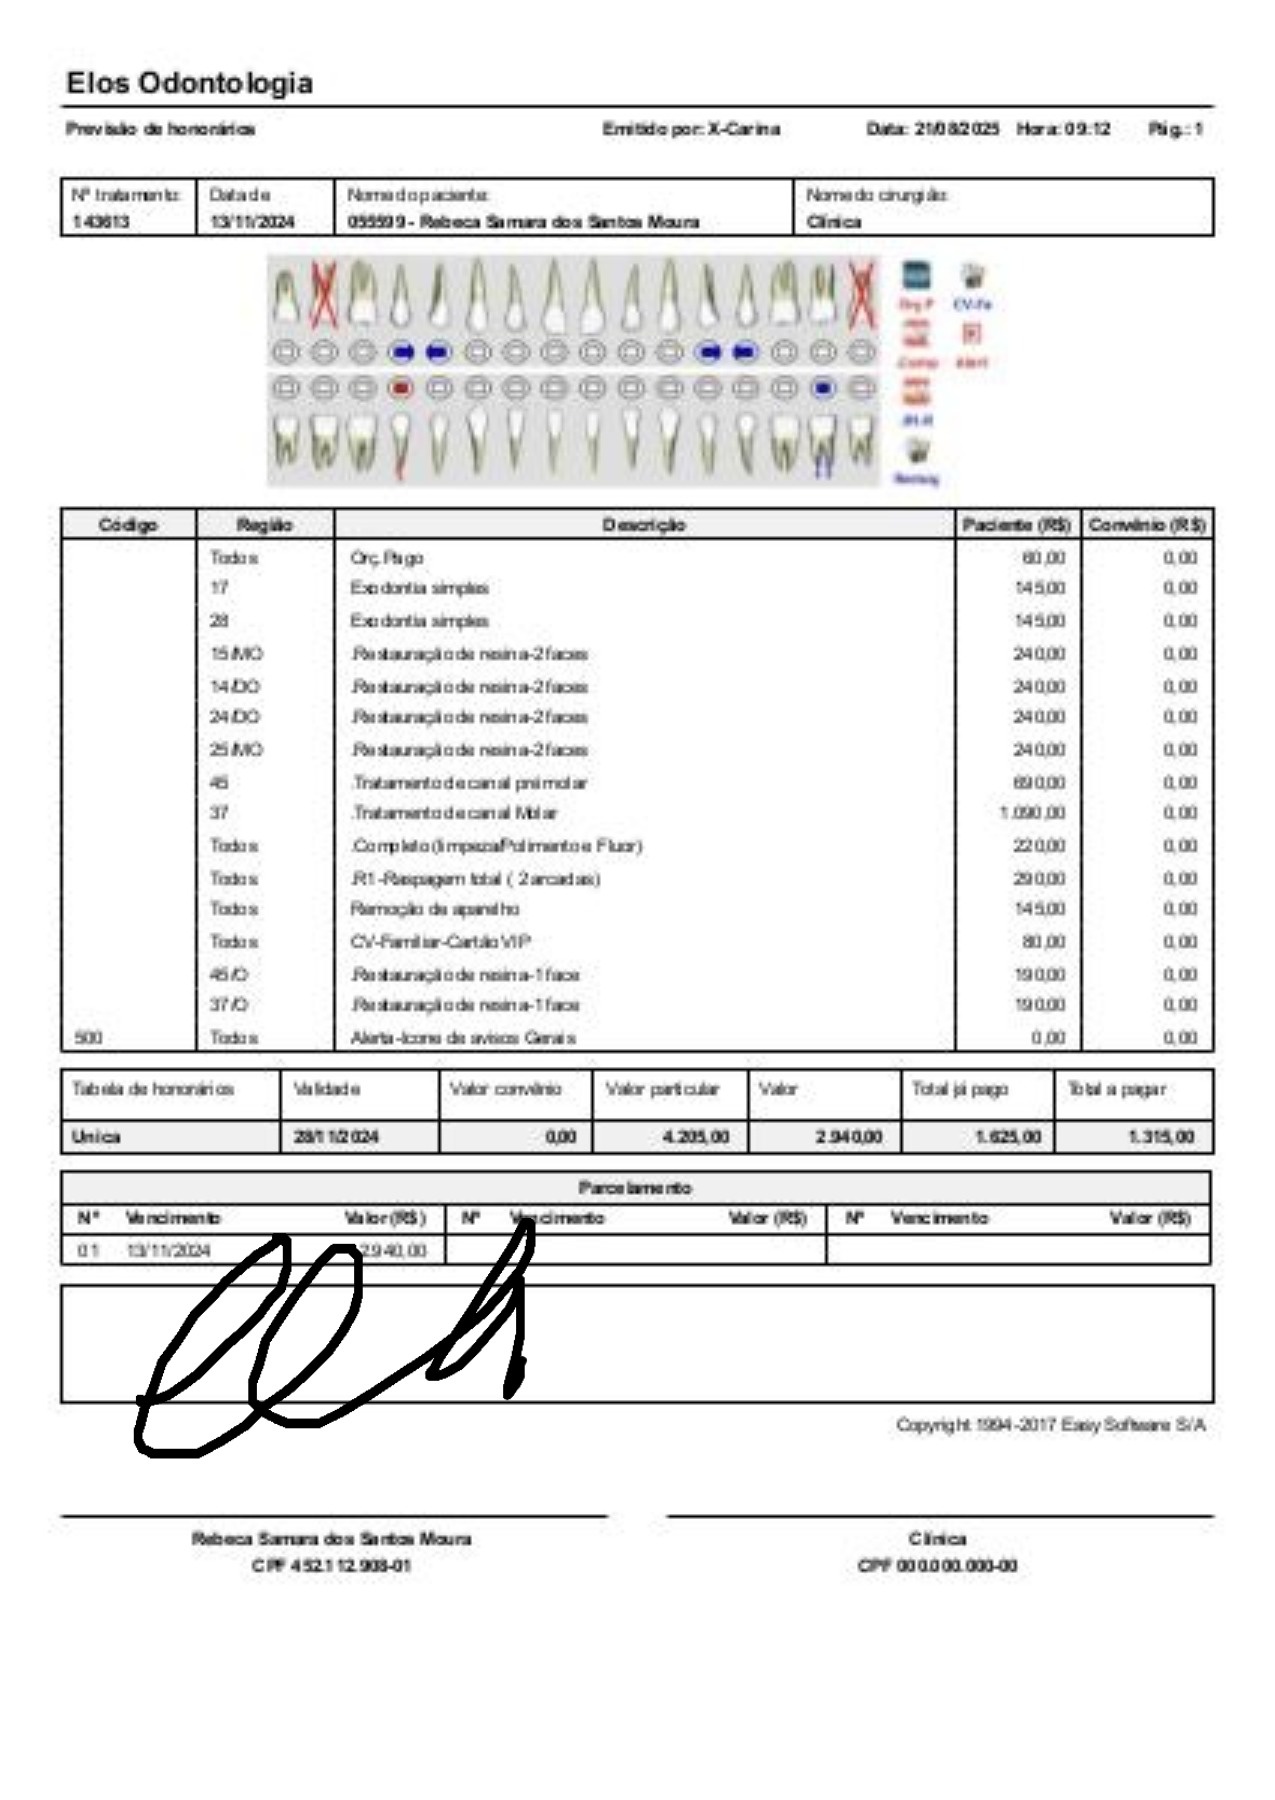 Elos Odontologia
Previsão de honorários Emitido por: X-Carina Data: 21/08/2025 Hora: 09:12 Pág.: 1
Nº tratamento: Data de Nome do paciente: Nome do cirurgião:
143613 13/11/2024 055599 - Rebeca Samara dos Santos Moura Clínica
Orç.P CV-Fa
Comp Alert
.R1-R
Remoç
Código Região Descrição Paciente (R$) Convênio (R$)
Todos Orç.Pago 60,00 0,00
17 Exodontia simples 145,00 0,00
28 Exodontia simples 145,00 0,00
15/MO .Restauração de resina-2 faces 240,00 0,00
14/DO .Restauração de resina-2 faces 240,00 0,00
24/DO .Restauração de resina-2 faces 240,00 0,00
25/MO .Restauração de resina-2 faces 240,00 0,00
45 .Tratamento de canal prémolar 690,00 0,00
37 .Tratamento de canal Molar 1.090,00 0,00
Todos .Completo(limpeza/Polimento e Fluor) 220,00 0,00
Todos .R1-Raspagem total ( 2 arcadas) 290,00 0,00
Todos Remoção de aparelho 145,00 0,00
Todos CV-Familiar-Cartão VIP 80,00 0,00
45/O .Restauração de resina-1 face 190,00 0,00
37/O .Restauração de resina-1 face 190,00 0,00
500 Todos Alerta-Icone de avisos Gerais 0,00 0,00
Tabela de honorários Validade Valor convênio Valor particular Valor Total já pago Total a pagar
Unica 28/11/2024 0,00 4.205,00 2.940,00 1.625,00 1.315,00
Parcelamento
Nº Vencimento Valor (R$) Nº Vencimento Valor (R$) Nº Vencimento Valor (R$)
01 13/11/2024 2.940,00
Copyright 1994-2017 Easy Software S/A
Rebeca Samara dos Santos Moura Clínica
CPF 452.112.908-01 CPF 000.000.000-00